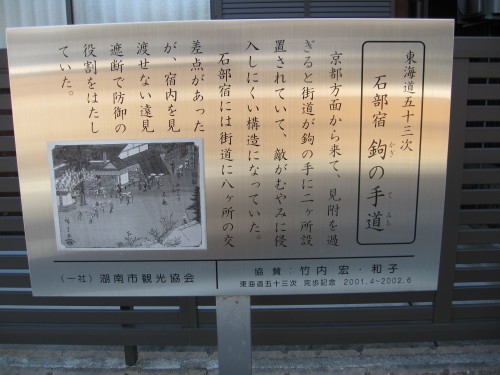 東海道五十三次
石部宿 鉤の手道
かぎ
て
みち
京都方面から来て、見附を過
ぎると街道が鉤の手に二ヶ所設
置されていて、敵がむやみに侵
入しにくい構造になっていた。
石部宿には街道に八ヶ所の交
差点があった
が、宿内を見
渡せない遠見
遮断で防御の
役割をはたし
ていた。
(一社) 湖南市観光協会
協賛:竹内 宏・和子
東海道五十三次 完歩記念 2001.4~2002.6